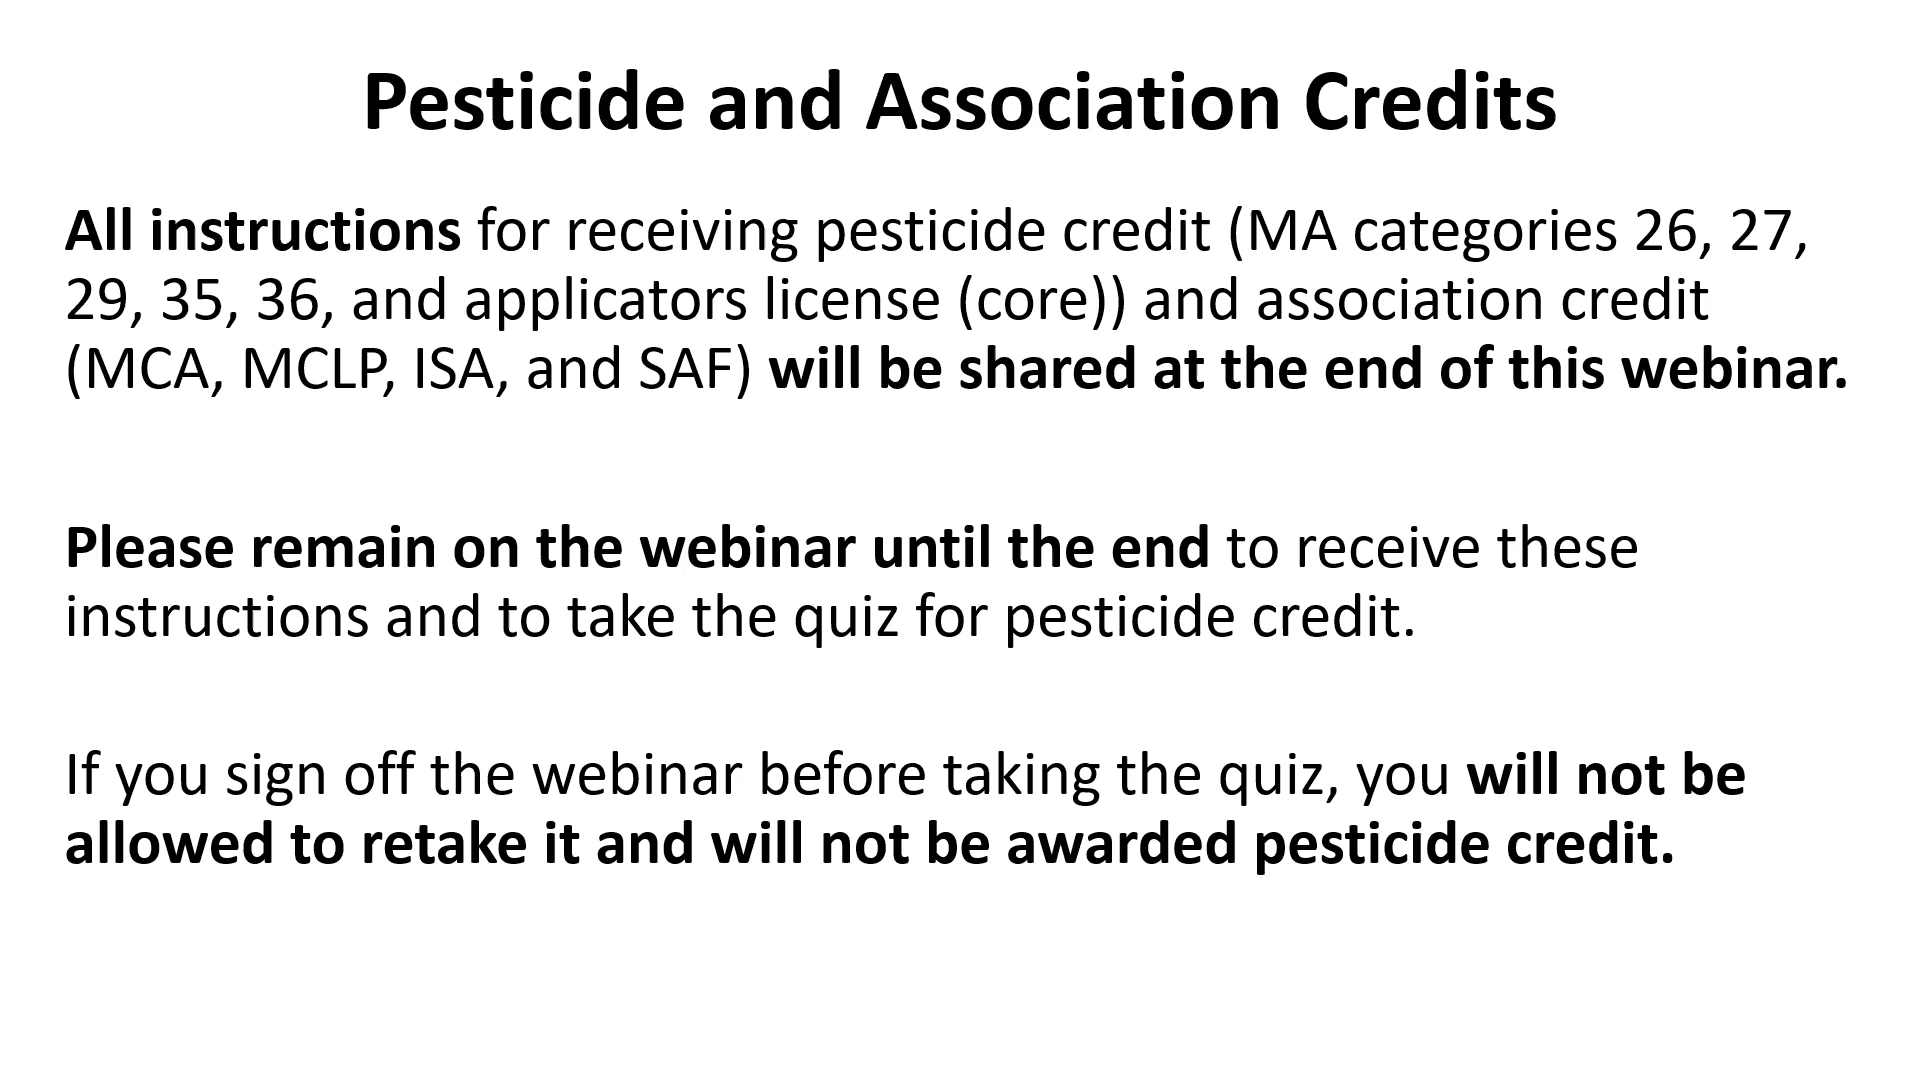 Pesticide and Association Credits
All instructions for receiving pesticide credit (MA categories 26, 27,
29, 35, 36, and applicators license (core)) and association credit
(MCA, MCLP, ISA, and SAF) will be shared at the end of this webinar.
Please remain on the webinar until the end to receive these
instructions and to take the quiz for pesticide credit.
If you sign off the webinar before taking the quiz, you will not be
allowed to retake it and will not be awarded pesticide credit.